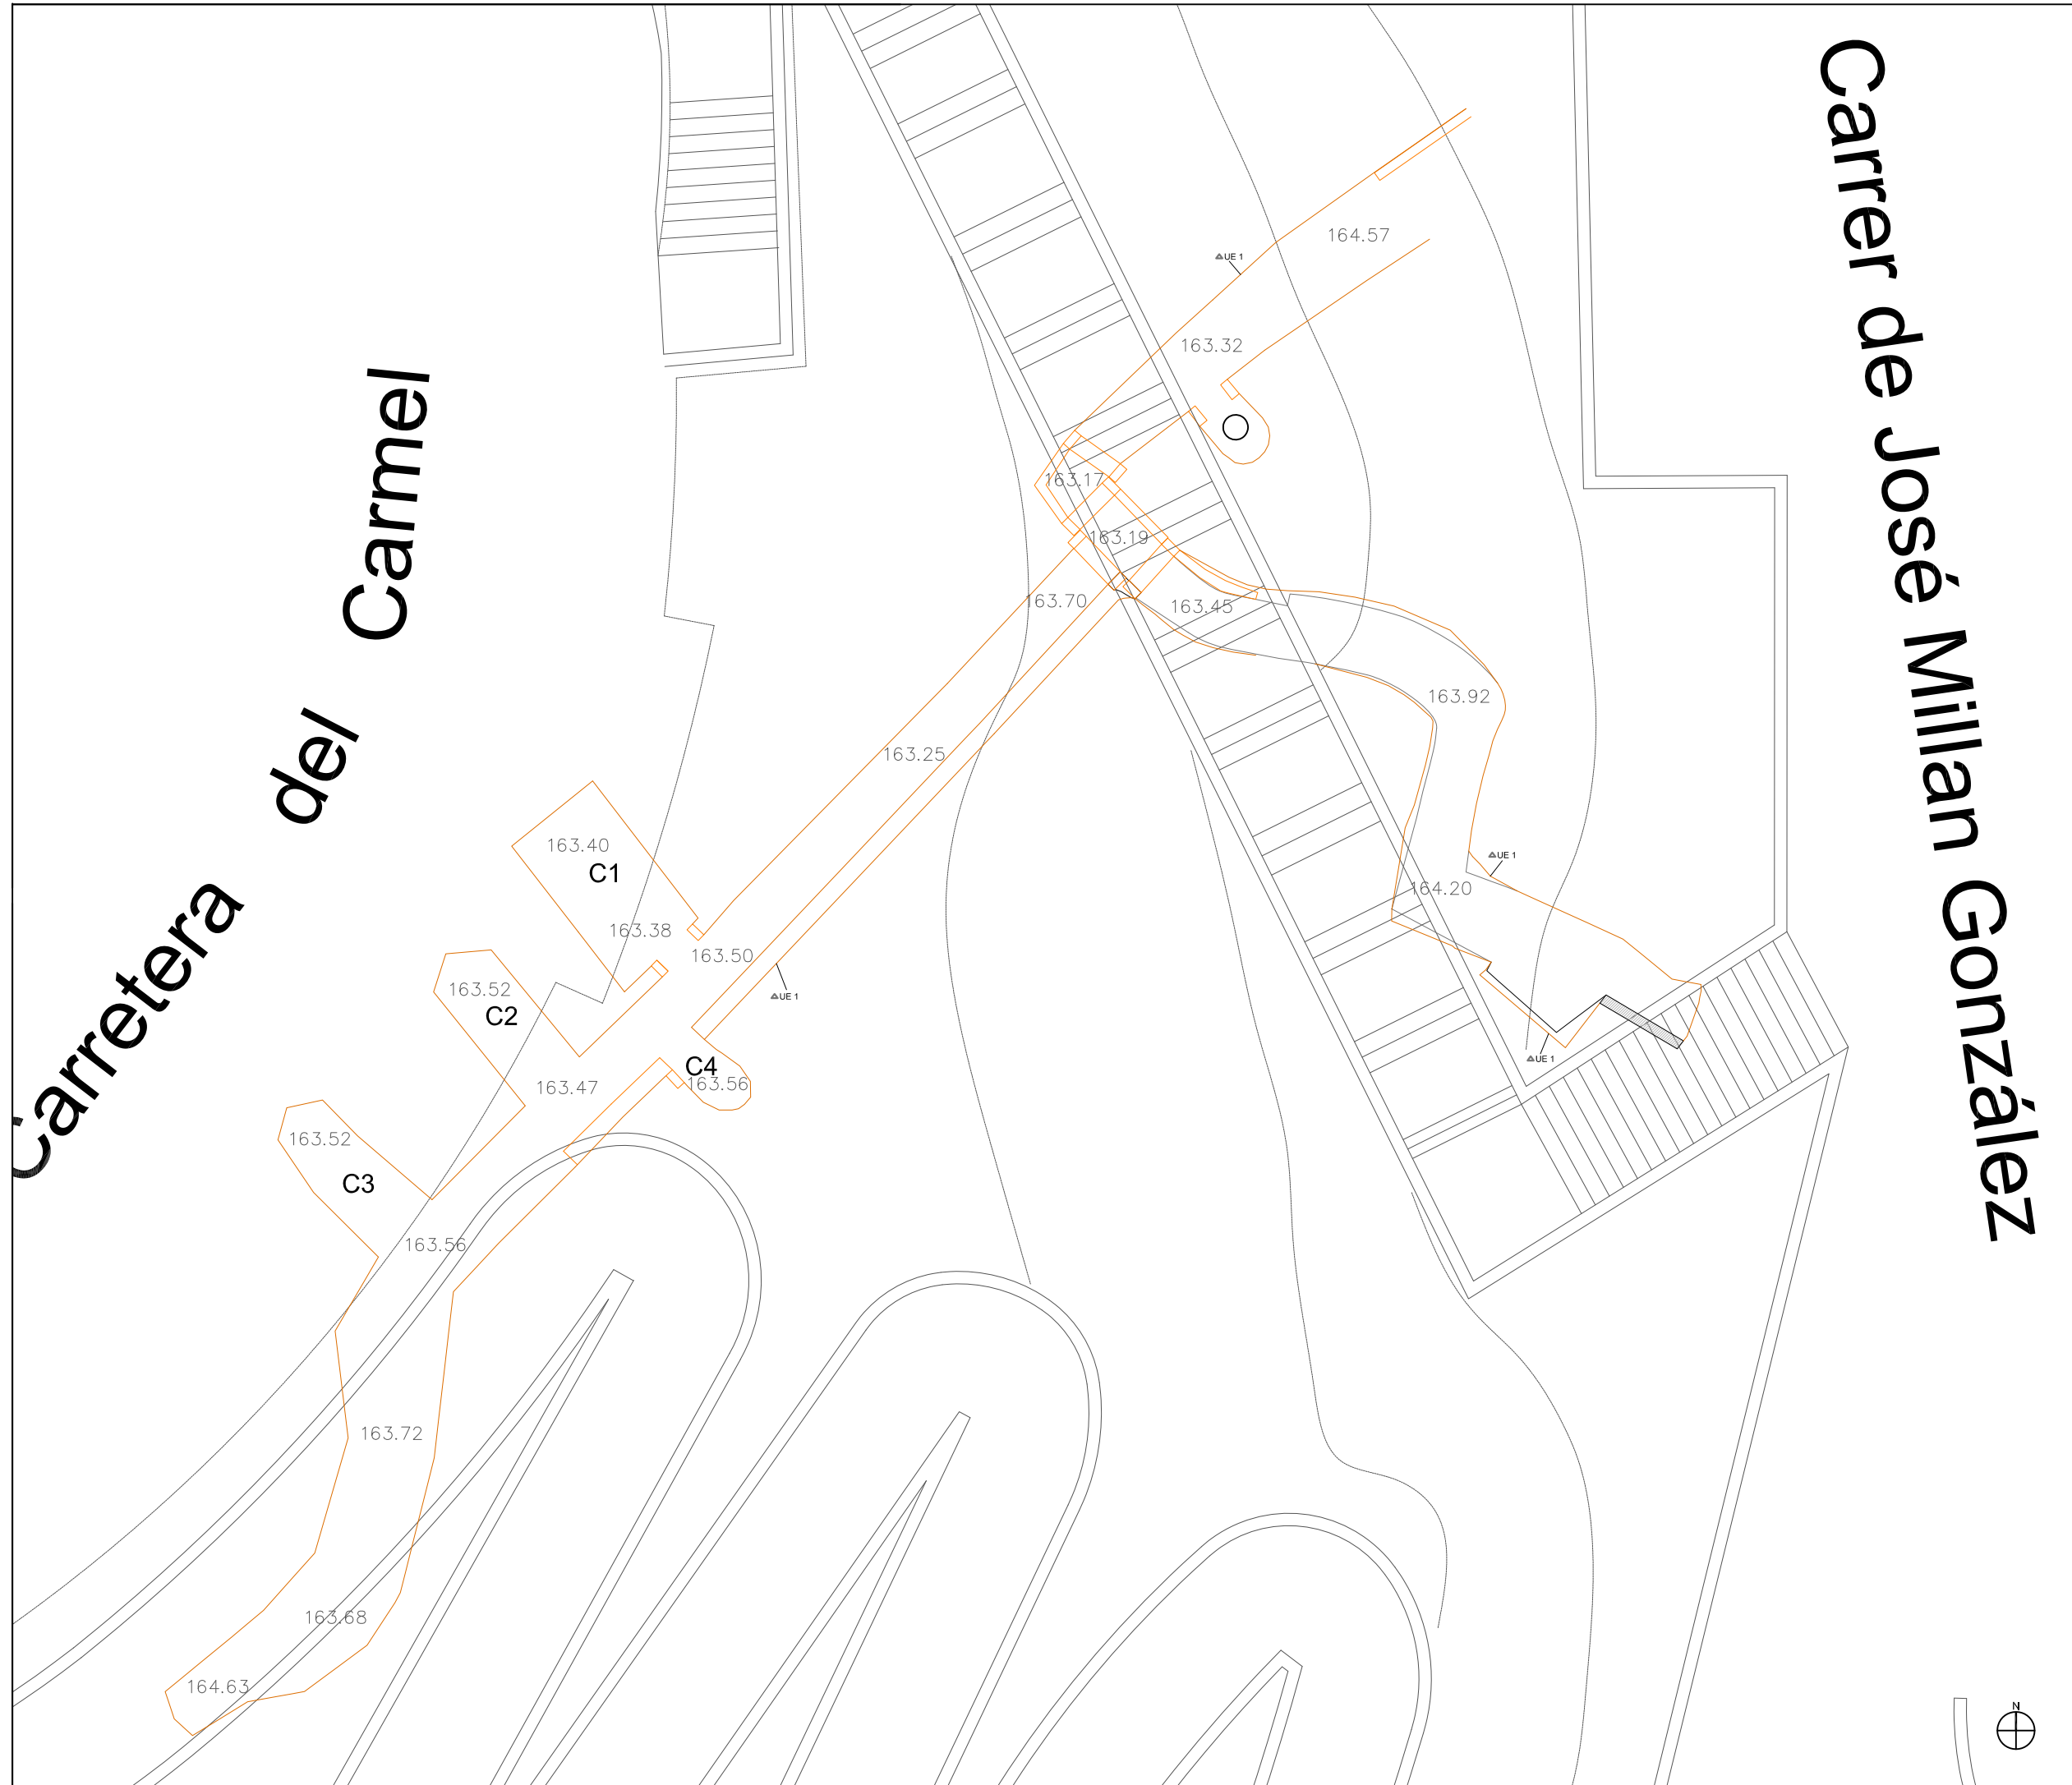 Carretera del Carmel
Carrer de José Millan González
164.57
UE 1
163.32
163.17
163.19
163.70
163.45
163.92
163.25
163.40
C1
UE 1
164.20
163.38
163.50
163.52
C2
UE 1
UE 1
C4
163.56
163.47
163.52
C3
163.56
163.72
163.68
164.63
N